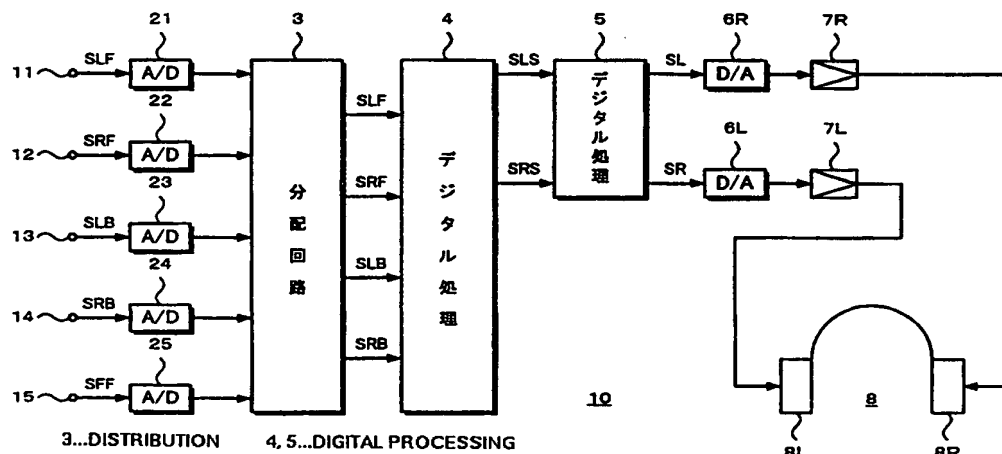 21 3 4 5 6R 7R
11 SLF A/D SLS SL D/A
22 SLF 6L 7L
12 SRF A/D
23 SRF SRS SR D/A
13 SLB A/D
24 SLB
14 SRB A/D
25 SRB
15 SFF A/D
分配回路
デジタル処理
デジタル処理
10 8
3...DISTRIBUTION 4, 5...DIGITAL PROCESSING
8L 8R